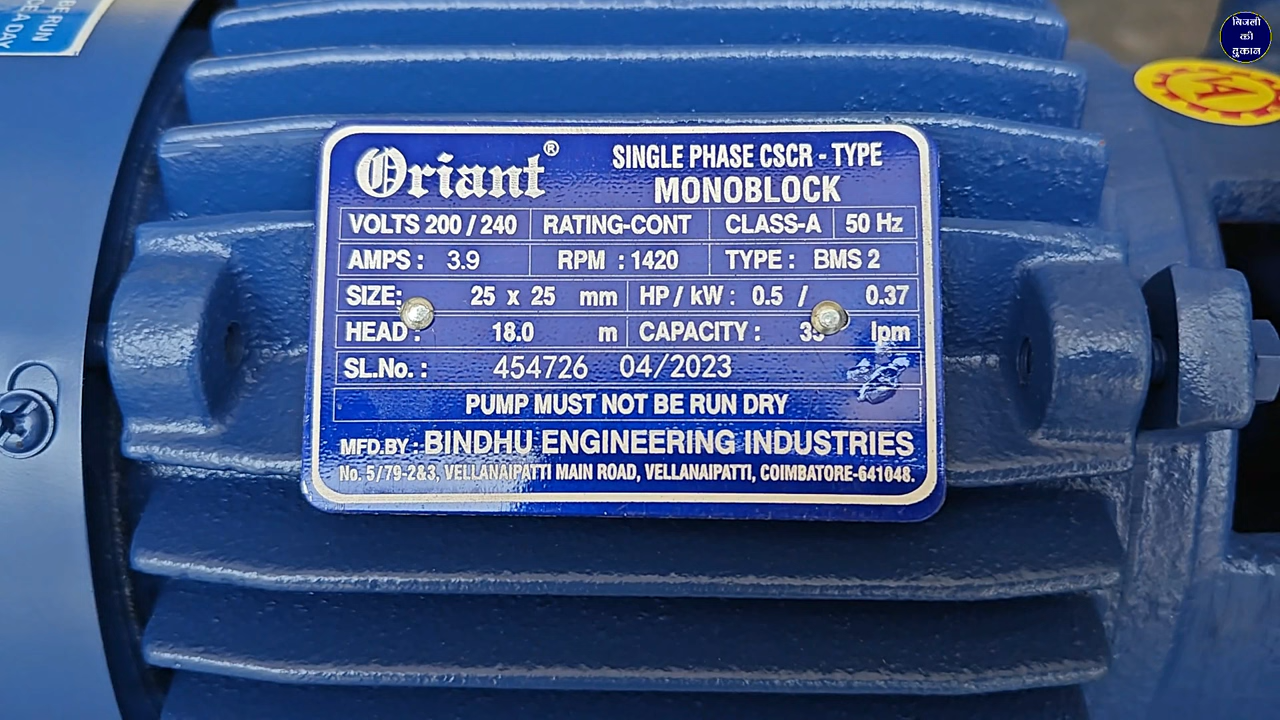 BE RUN
A DAY
बिजली
की
दुकान
Oriant®
SINGLE PHASE CSCR - TYPE
MONOBLOCK
VOLTS 200 / 240 RATING-CONT CLASS-A 50 Hz
AMPS : 3.9 RPM : 1420 TYPE : BMS 2
SIZE: 25 x 25 mm HP / kW : 0.5 / 0.37
HEAD : 18.0 m CAPACITY : lpm
SL.No. : 454726 04/2023
PUMP MUST NOT BE RUN DRY
MFD.BY : BINDHU ENGINEERING INDUSTRIES
No. 5/79-2&3, VELLANAIPATTI MAIN ROAD, VELLANAIPATTI, COIMBATORE-641048.